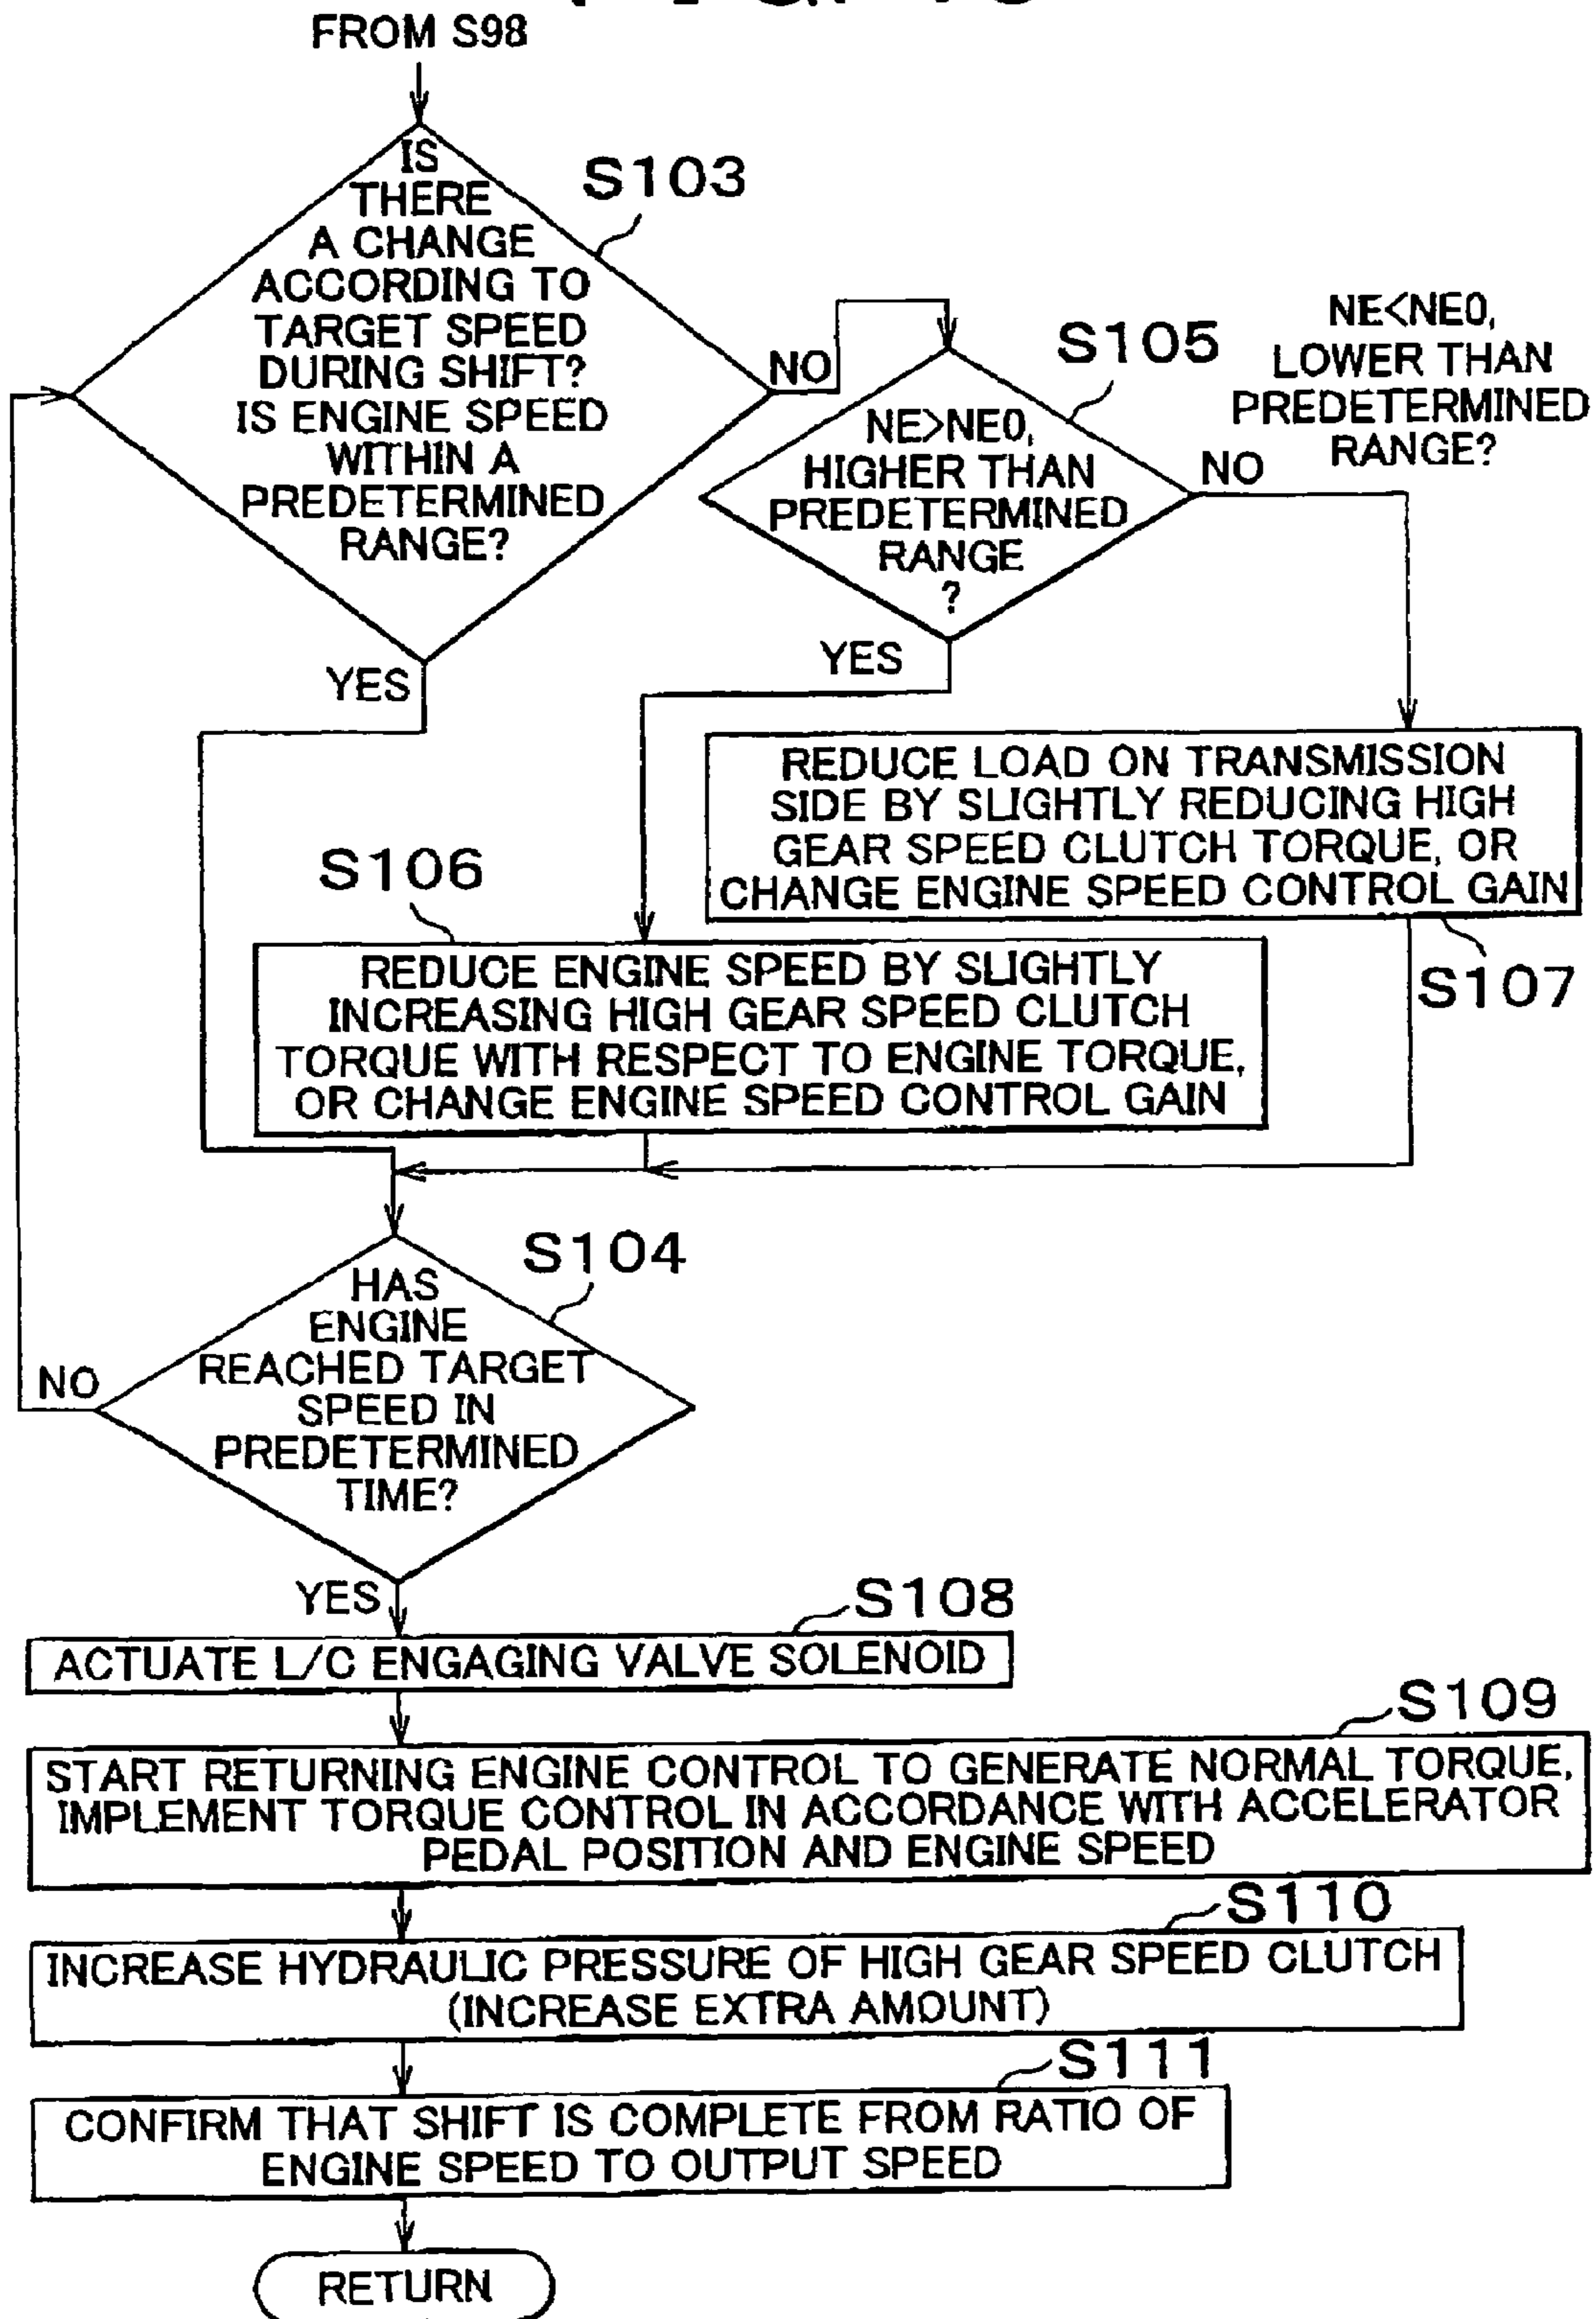 FROM S98
IS
THERE
A CHANGE
ACCORDING TO
TARGET SPEED
DURING SHIFT?
IS ENGINE SPEED
WITHIN A
PREDETERMINED
RANGE?
S103
NO
YES
S105
NE>NE0,
HIGHER THAN
PREDETERMINED
RANGE
?
NO
YES
NE<NE0,
LOWER THAN
PREDETERMINED
RANGE?
REDUCE LOAD ON TRANSMISSION
SIDE BY SLIGHTLY REDUCING HIGH
GEAR SPEED CLUTCH TORQUE, OR
CHANGE ENGINE SPEED CONTROL GAIN
S107
S106
REDUCE ENGINE SPEED BY SLIGHTLY
INCREASING HIGH GEAR SPEED CLUTCH
TORQUE WITH RESPECT TO ENGINE TORQUE,
OR CHANGE ENGINE SPEED CONTROL GAIN
S104
HAS
ENGINE
REACHED TARGET
SPEED IN
PREDETERMINED
TIME?
NO
YES
S108
ACTUATE L/C ENGAGING VALVE SOLENOID
S109
START RETURNING ENGINE CONTROL TO GENERATE NORMAL TORQUE,
IMPLEMENT TORQUE CONTROL IN ACCORDANCE WITH ACCELERATOR
PEDAL POSITION AND ENGINE SPEED
S110
INCREASE HYDRAULIC PRESSURE OF HIGH GEAR SPEED CLUTCH
(INCREASE EXTRA AMOUNT)
S111
CONFIRM THAT SHIFT IS COMPLETE FROM RATIO OF
ENGINE SPEED TO OUTPUT SPEED
RETURN